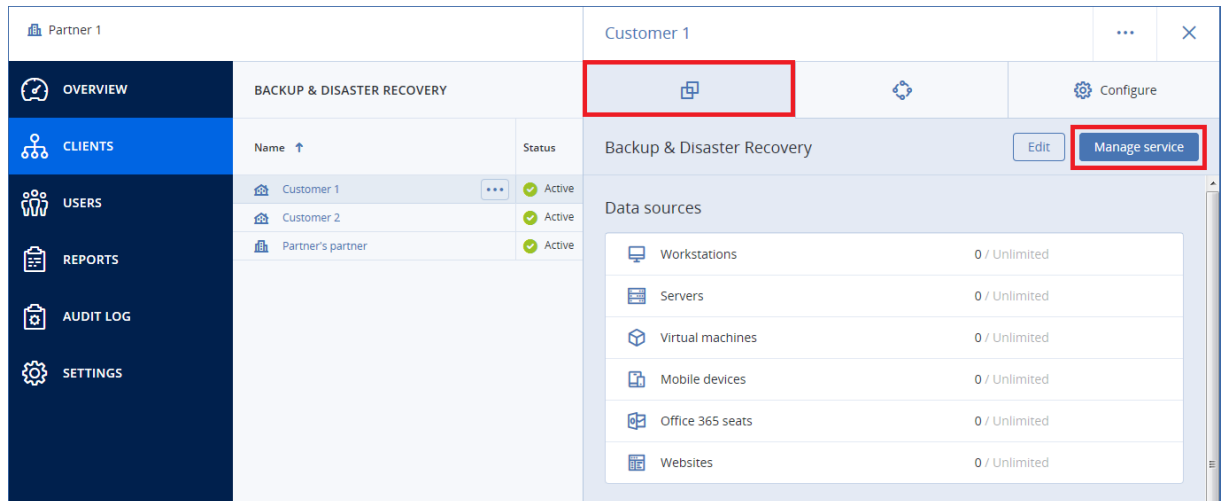 Partner 1
Customer 1
OVERVIEW
CLIENTS
USERS
REPORTS
AUDIT LOG
SETTINGS
BACKUP & DISASTER RECOVERY
Name ↑ Status
Customer 1 ••• Active
Customer 2 Active
Partner's partner Active
Configure
Backup & Disaster Recovery Edit Manage service
Data sources
Workstations 0 / Unlimited
Servers 0 / Unlimited
Virtual machines 0 / Unlimited
Mobile devices 0 / Unlimited
Office 365 seats 0 / Unlimited
Websites 0 / Unlimited